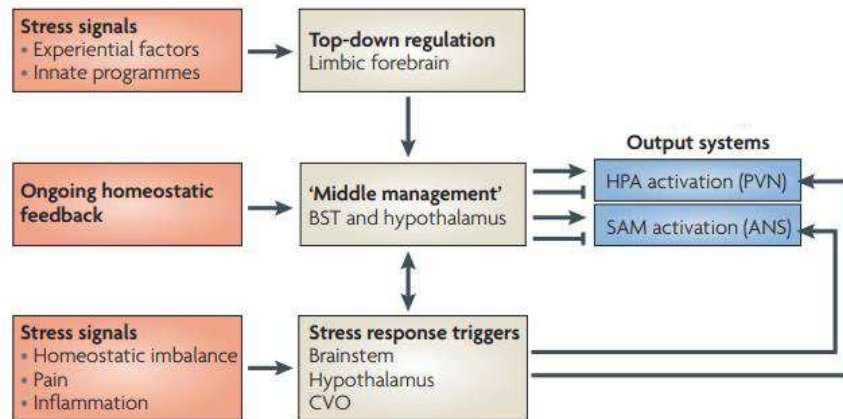 Stress signals
• Experiential factors
• Innate programmes
Top-down regulation
Limbic forebrain
Ongoing homeostatic
feedback
'Middle management'
BST and hypothalamus
Output systems
HPA activation (PVN)
SAM activation (ANS)
Stress signals
• Homeostatic imbalance
• Pain
• Inflammation
Stress response triggers
Brainstem
Hypothalamus
CVO